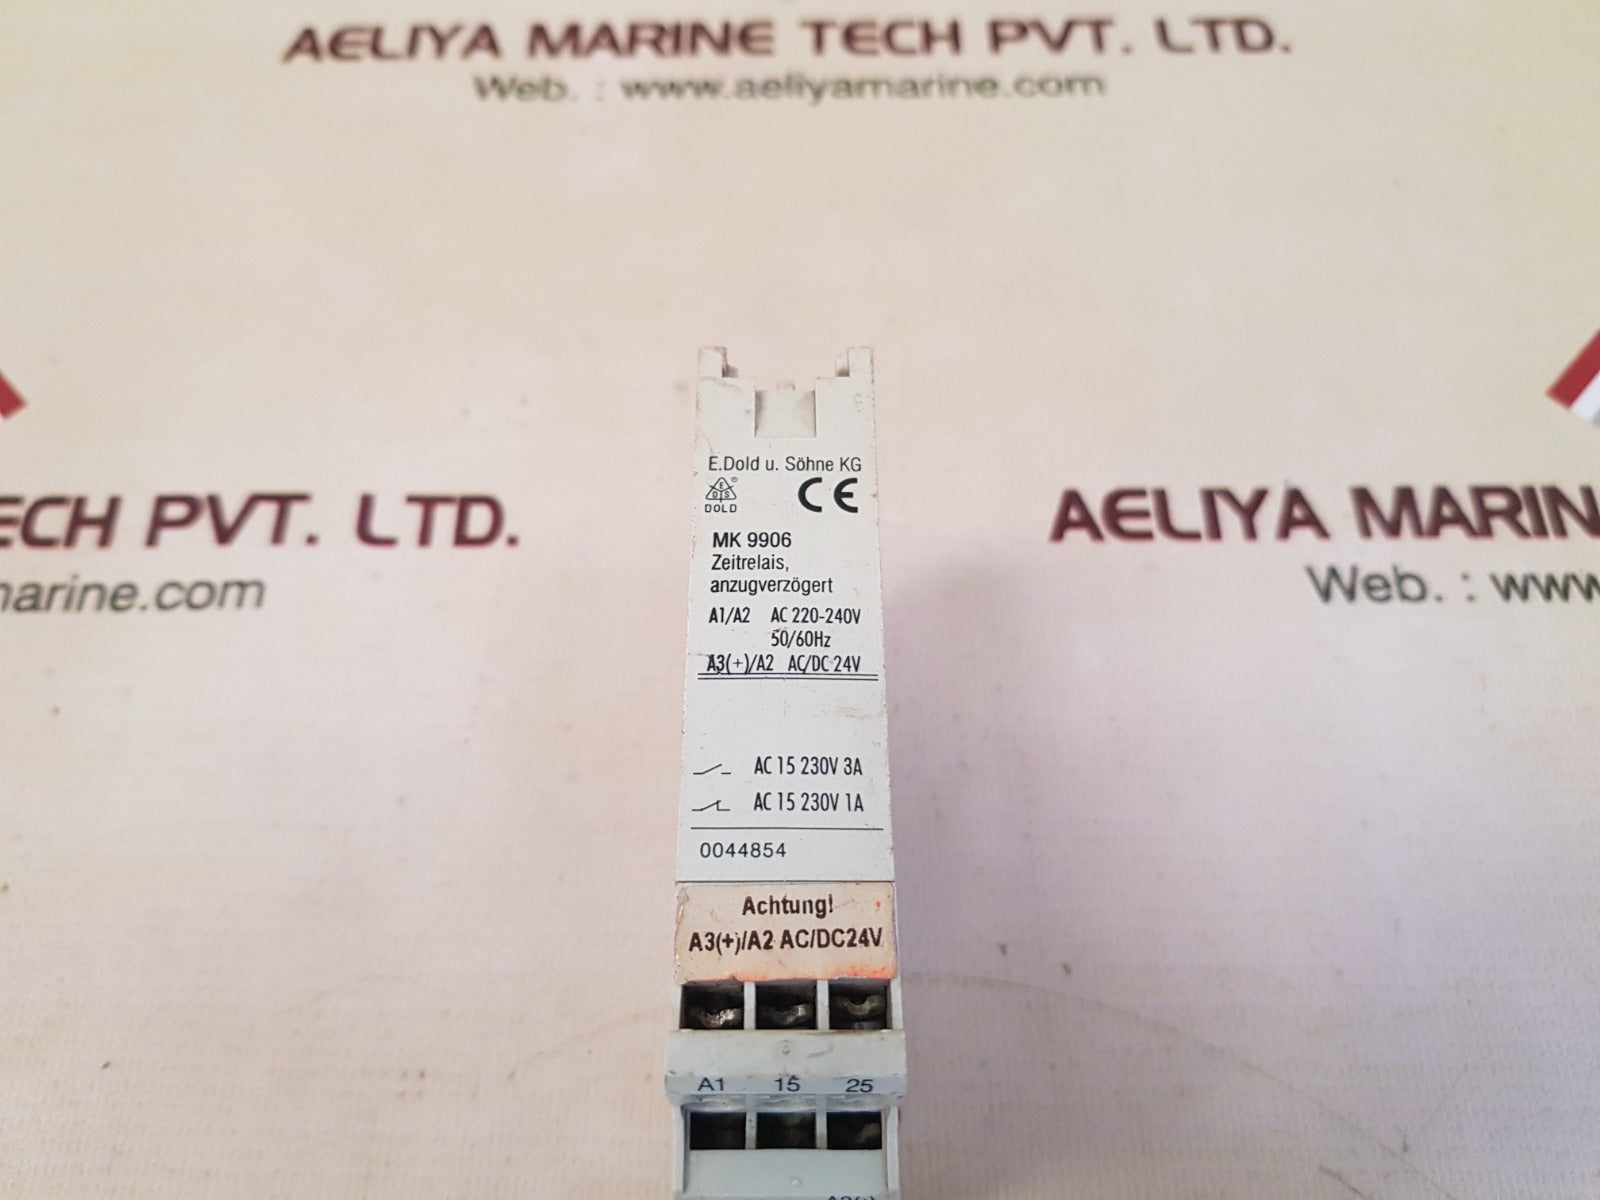 AELIYA MARINE TECH PVT. LTD.
Web. : www.aeliyamarine.com
ECH PVT. LTD.
narine.com
AELIYA MARIN
Web. : www
E.Dold u. Söhne KG
E
D S ®
DOLD
CE
MK 9906
Zeitrelais,
anzugverzögert
A1/A2 AC 220-240V
50/60Hz
A3(+)/A2 AC/DC 24V
AC 15 230V 3A
AC 15 230V 1A
0044854
Achtung!
A3(+)/A2 AC/DC24V
A1 15 25